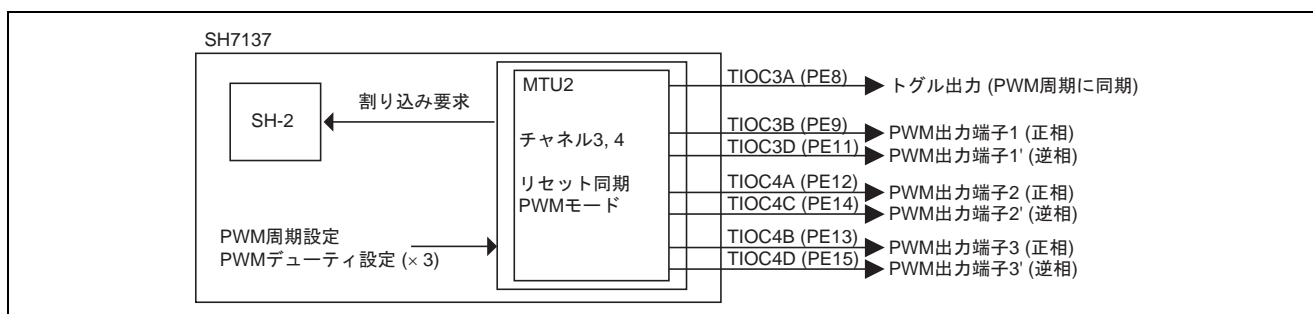 SH7137
SH-2
割り込み要求
PWM周期設定
PWMデューティ設定 (× 3)
MTU2
チャネル3, 4
リセット同期
PWMモード
TIOC3A (PE8)
トグル出力 (PWM周期に同期)
TIOC3B (PE9)
PWM出力端子1 (正相)
TIOC3D (PE11)
PWM出力端子1' (逆相)
TIOC4A (PE12)
PWM出力端子2 (正相)
TIOC4C (PE14)
PWM出力端子2' (逆相)
TIOC4B (PE13)
PWM出力端子3 (正相)
TIOC4D (PE15)
PWM出力端子3' (逆相)